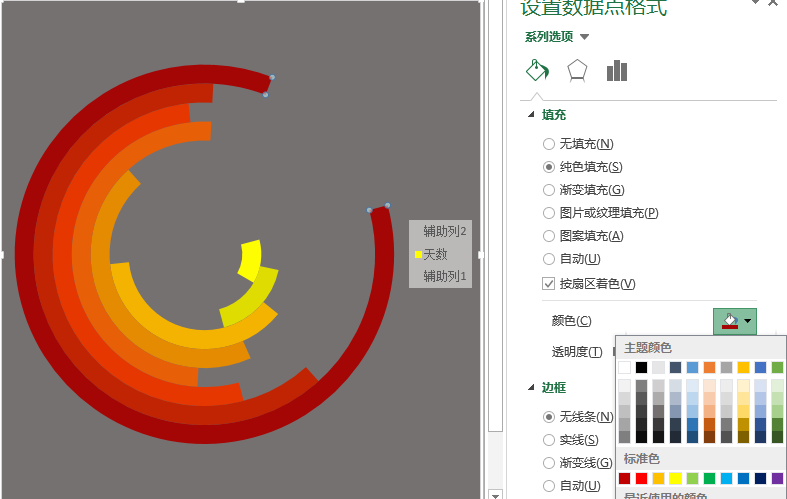 设置数据点格式
系列选项
填充
无填充(N)
纯色填充(S)
渐变填充(G)
图片或纹理填充(P)
图案填充(A)
自动(U)
按扇区着色(V)
颜色(C)
透明度(T)
边框
无线条(N)
实线(S)
渐变线(G)
自动(U)
主题颜色
标准色
最近使用的颜色
辅助列2
天数
辅助列1